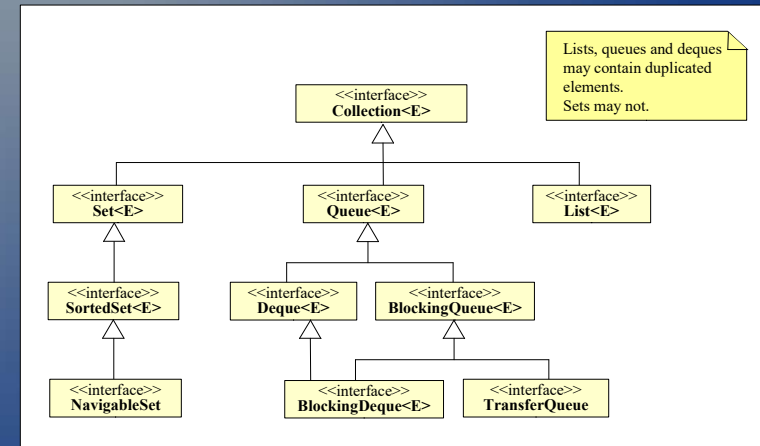 Lists, queues and deques
may contain duplicated
elements.
Sets may not.
<<interface>>
Collection<E>
<<interface>>
Set<E>
<<interface>>
Queue<E>
<<interface>>
List<E>
<<interface>>
SortedSet<E>
<<interface>>
Deque<E>
<<interface>>
BlockingQueue<E>
<<interface>>
NavigableSet
<<interface>>
BlockingDeque<E>
<<interface>>
TransferQueue